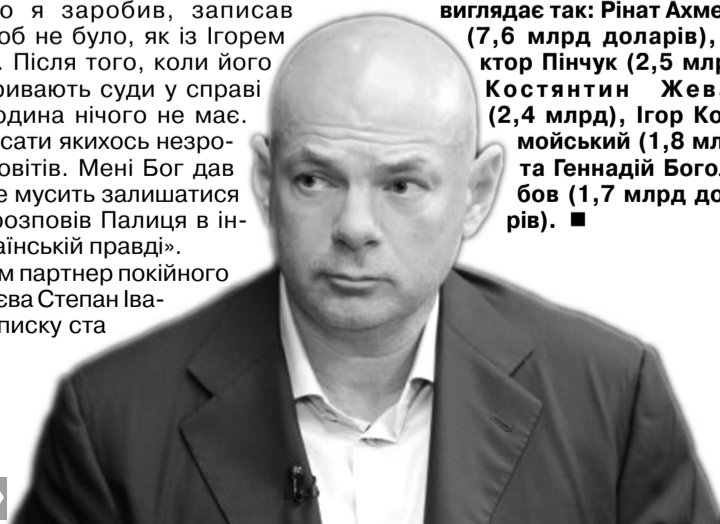 о я заробив, записав
об не було, як із Ігорем
. Після того, коли його
ривають суди у справі
одина нічого не має.
сати якихось незро-
овітів. Мені Бог дав
е мусить залишатися
розповів Палиця в ін-
аїнській правді».
м партнер покійного
єва Степан Іва-
писку ста
виглядає так: Рінат Ахме
(7,6 млрд доларів),
ктор Пінчук (2,5 млр
Костянтин Жева
(2,4 млрд), Ігор Ко
мойський (1,8 мл
та Геннадій Богол
бов (1,7 млрд до
рів). ■